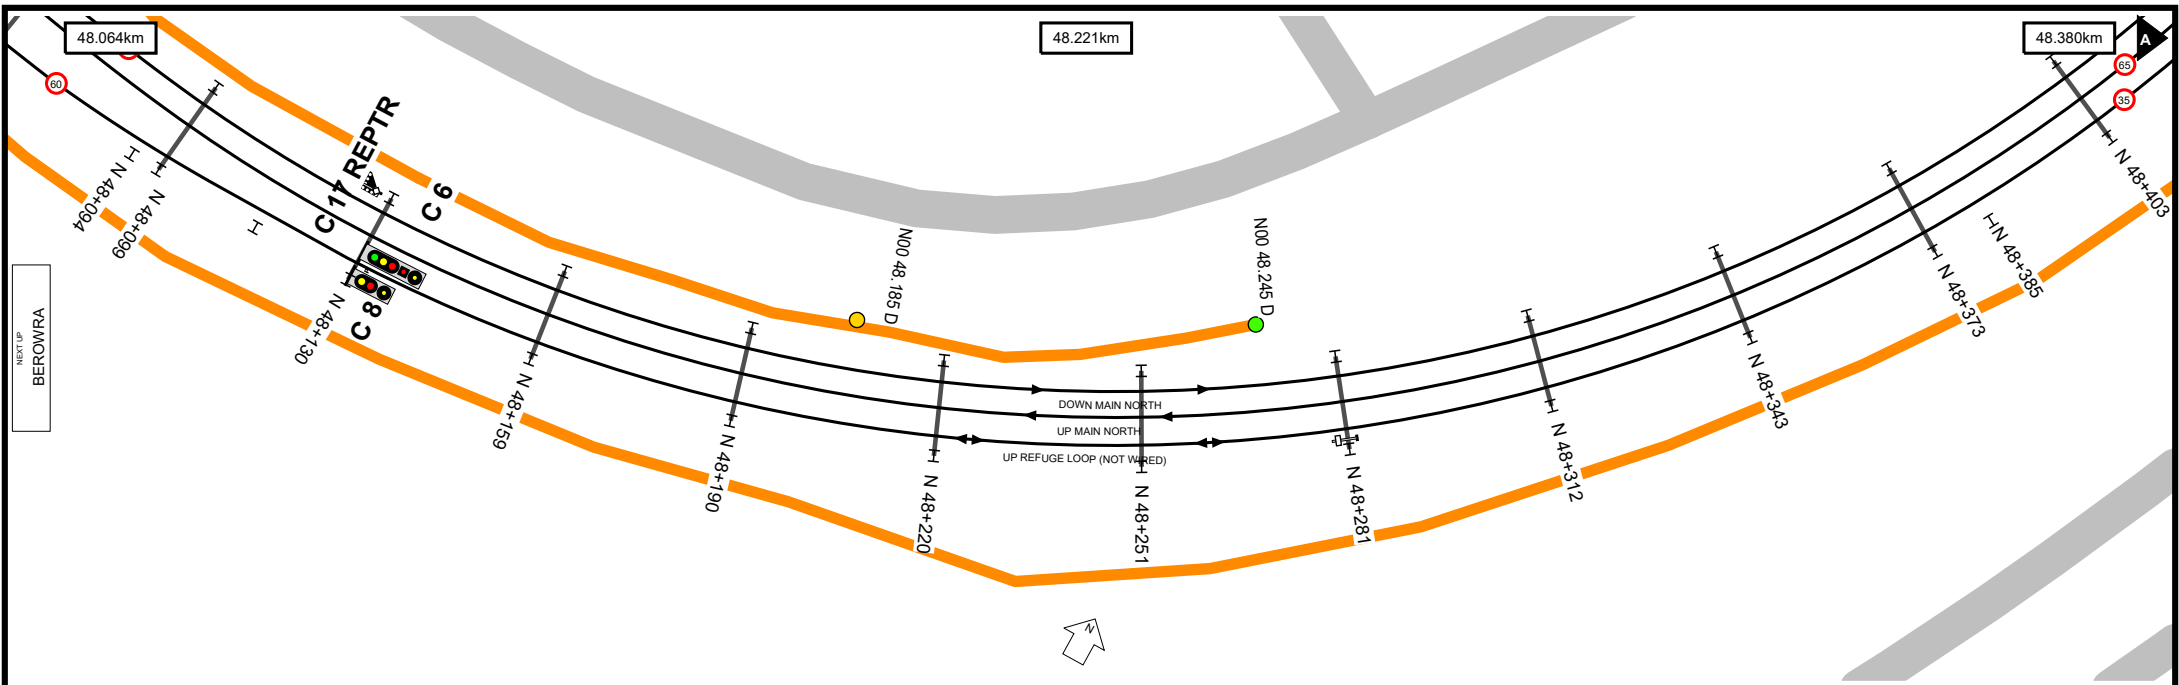 48.064km
48.221km
48.380km
A
60
65
35
C 17 REPTR
C 6
C 8
N 48+094
N 48+099
N 48+130
N 48+159
N 48+190
N 48+220
N 48+251
N 48+281
N 48+312
N 48+343
N 48+373
N 48+385
N 48+403
N00 48.185 D
N00 48.245 D
DOWN MAIN NORTH
UP MAIN NORTH
UP REFUGE LOOP (NOT WIRED)
NEXT UP
BEROWRA
N